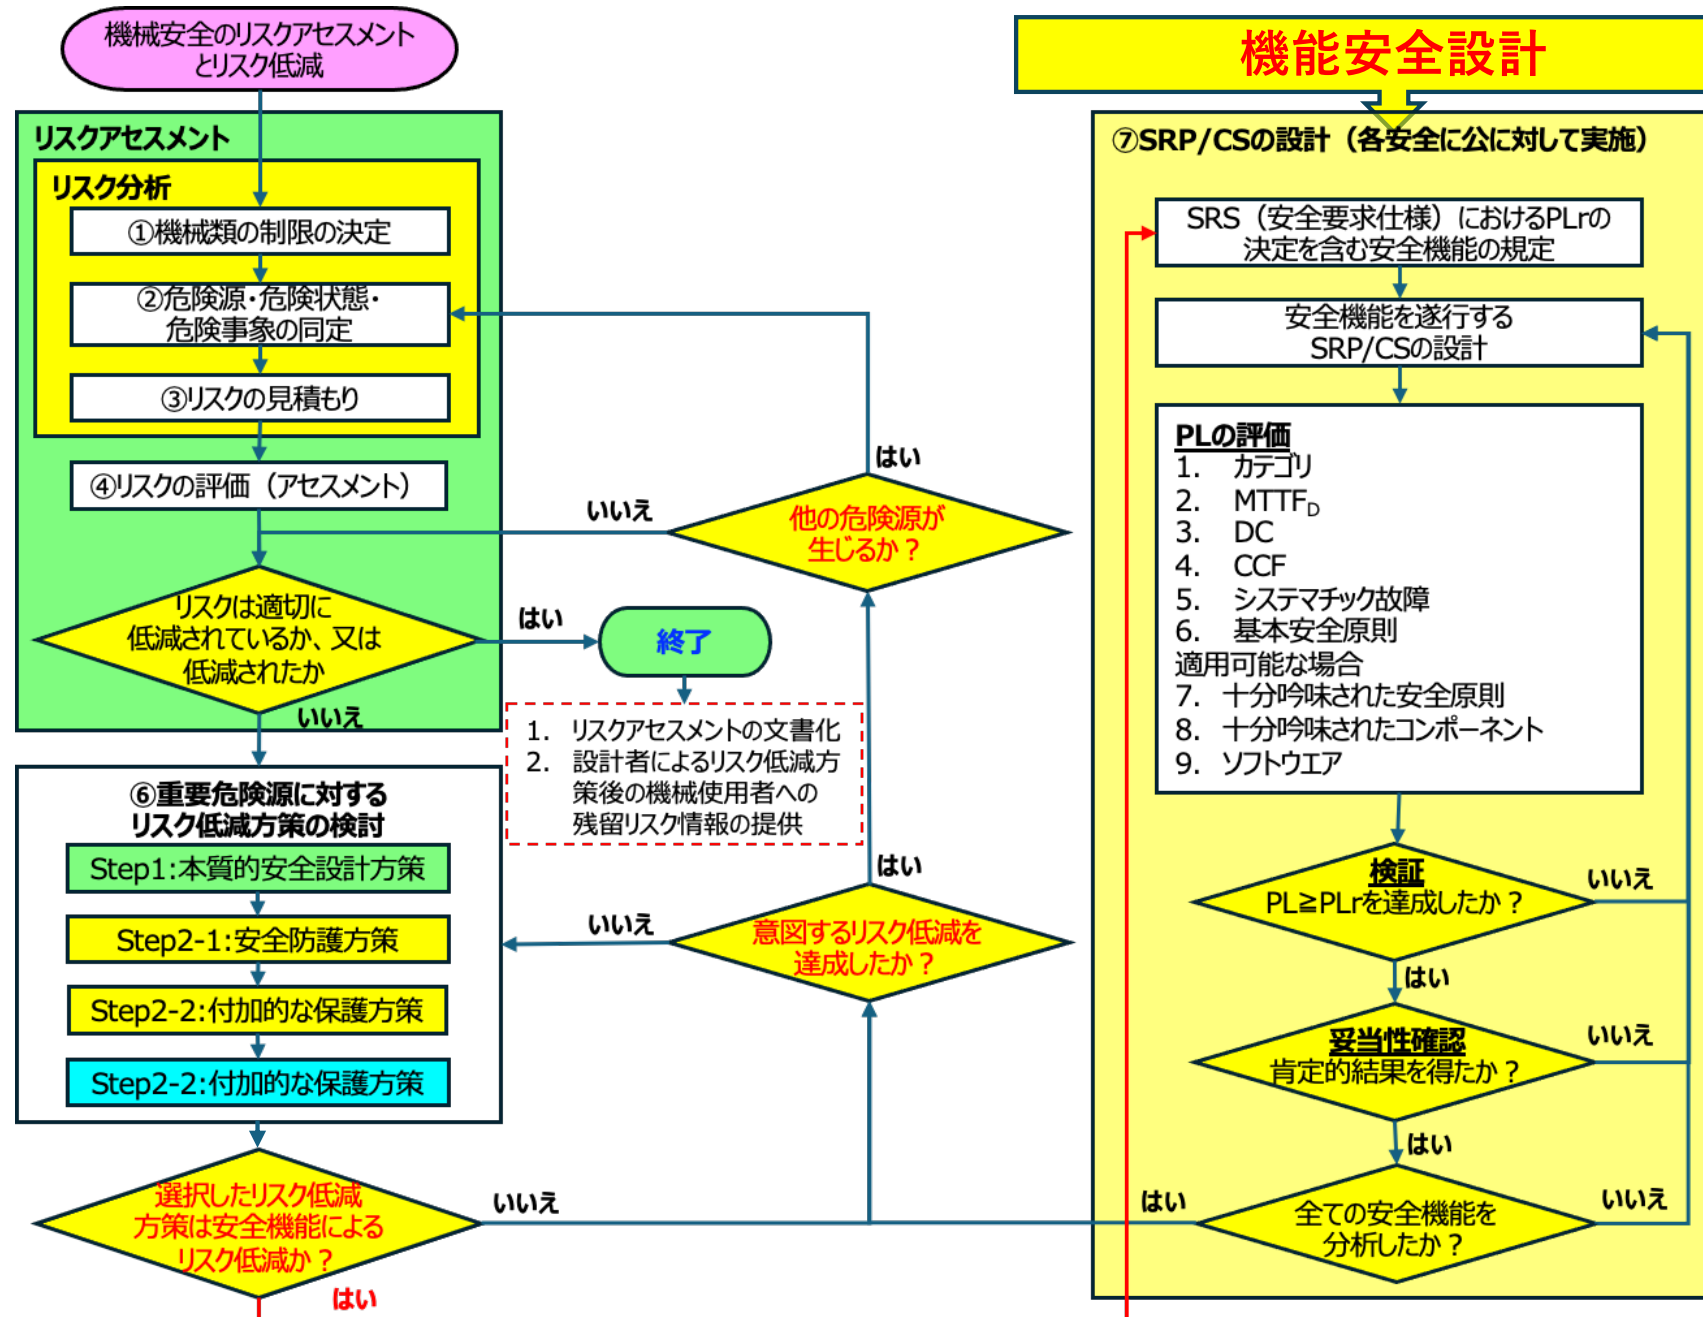 機械安全のリスクアセスメント
とリスク低減
リスクアセスメント
リスク分析
①機械類の制限の決定
②危険源・危険状態・
危険事象の同定
③リスクの見積もり
④リスクの評価（アセスメント）
リスクは適切に
低減されているか、又は
低減されたか
はい
いいえ
終了
1. リスクアセスメントの文書化
2. 設計者によるリスク低減方
策後の機械使用者への
残留リスク情報の提供
⑥重要危険源に対する
リスク低減方策の検討
Step1:本質的安全設計方策
Step2-1:安全防護方策
Step2-2:付加的な保護方策
Step2-2:付加的な保護方策
選択したリスク低減
方策は安全機能による
リスク低減か？
いいえ
はい
はい
いいえ
他の危険源が
生じるか？
はい
いいえ
意図するリスク低減を
達成したか？
機能安全設計
⑦SRP/CSの設計（各安全に公に対して実施）
SRS（安全要求仕様）におけるPLrの
決定を含む安全機能の規定
安全機能を遂行する
SRP/CSの設計
PLの評価
1. カテゴリ
2. MTTFD
3. DC
4. CCF
5. システマチック故障
6. 基本安全原則
適用可能な場合
7. 十分吟味された安全原則
8. 十分吟味されたコンポーネント
9. ソフトウエア
検証
PL≧PLrを達成したか？
いいえ
はい
妥当性確認
肯定的結果を得たか？
いいえ
はい
全ての安全機能を
分析したか？
はい
いいえ